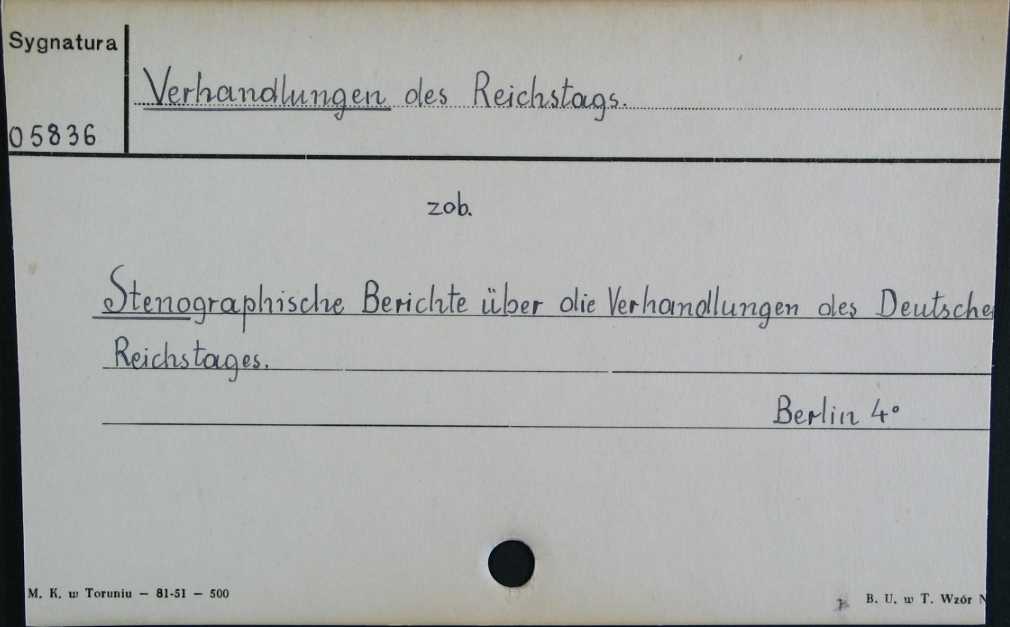 Sygnatura
Verhandlungen des Reichstags.
05836
zob.
Stenographische Berichte über die Verhandlungen des Deutsche
Reichstages.
Berlin 4°
M. K. w Toruniu — 81-51 — 500
B. U. w T. Wzór N